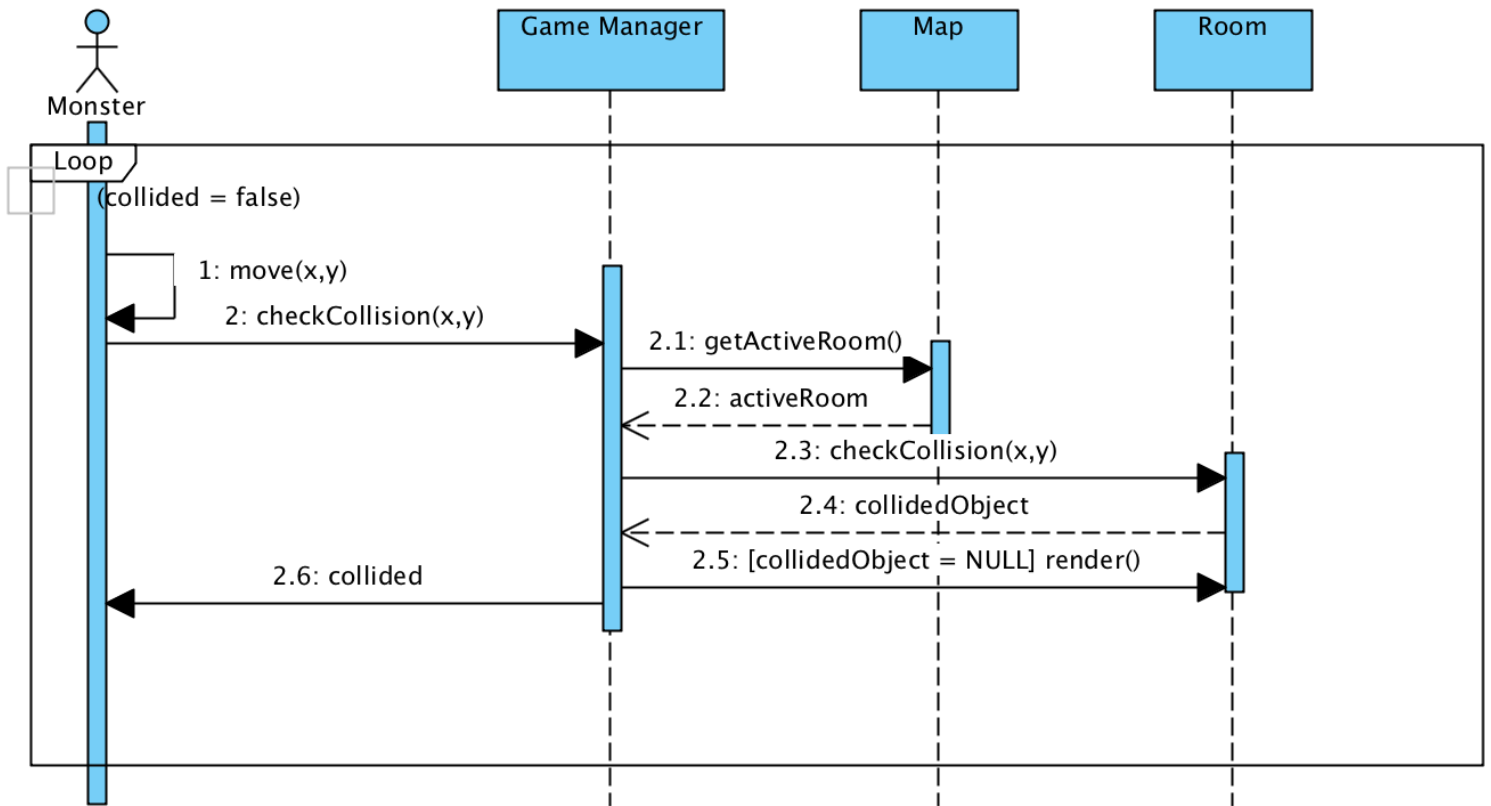 Game Manager
Map
Room
Monster
Loop
(collided = false)
1: move(x,y)
2: checkCollision(x,y)
2.1: getActiveRoom()
2.2: activeRoom
2.3: checkCollision(x,y)
2.4: collidedObject
2.5: [collidedObject = NULL] render()
2.6: collided